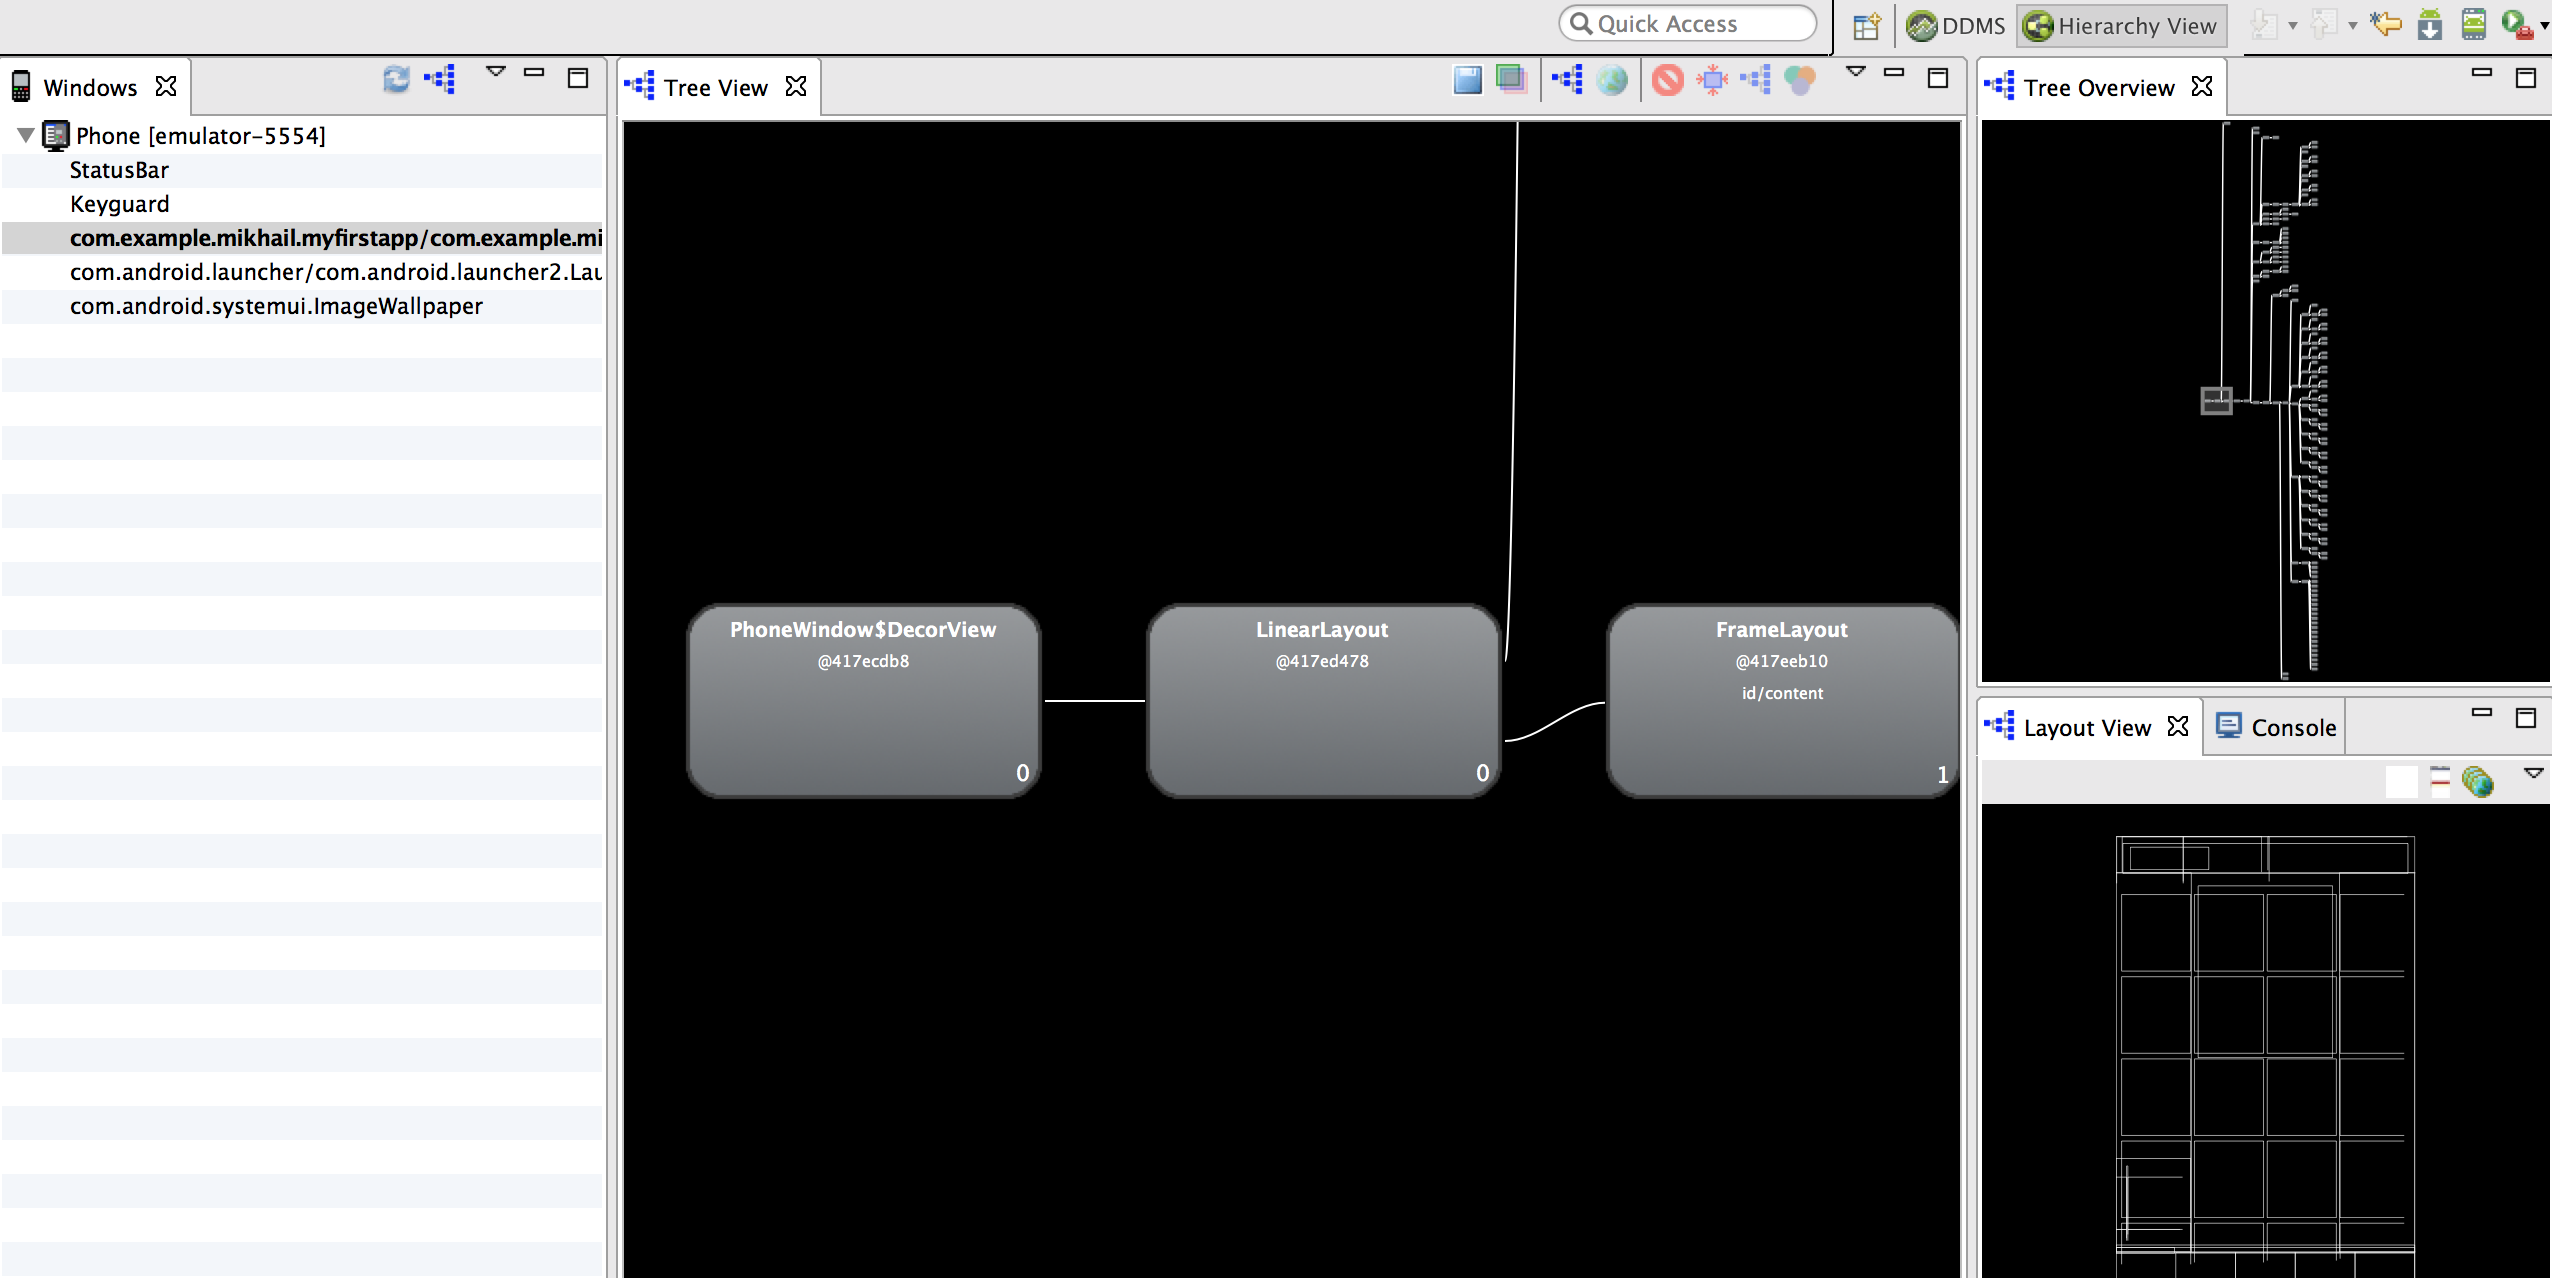 Quick Access
DDMS
Hierarchy View
Windows
Phone [emulator-5554]
StatusBar
Keyguard
com.example.mikhail.myfirstapp/com.example.mi
com.android.launcher/com.android.launcher2.Lau
com.android.systemui.ImageWallpaper
Tree View
PhoneWindow$DecorView
@417ecdb8
0
LinearLayout
@417ed478
0
FrameLayout
@417eeb10
id/content
1
Tree Overview
Layout View
Console